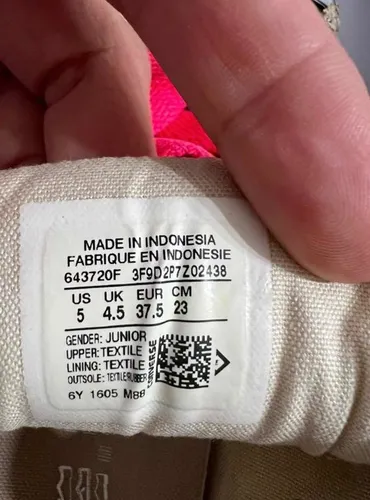 MADE IN INDONESIA
FABRIQUE EN INDONESIE
643720F 3F9D2P7Z02438
US UK EUR CM
5 4.5 37.5 23
GENDER: JUNIOR
UPPER: TEXTILE
LINING: TEXTILE
OUTSOLE: TEXTILE/RUBBER
CONVERSE
6Y 1605 MBB